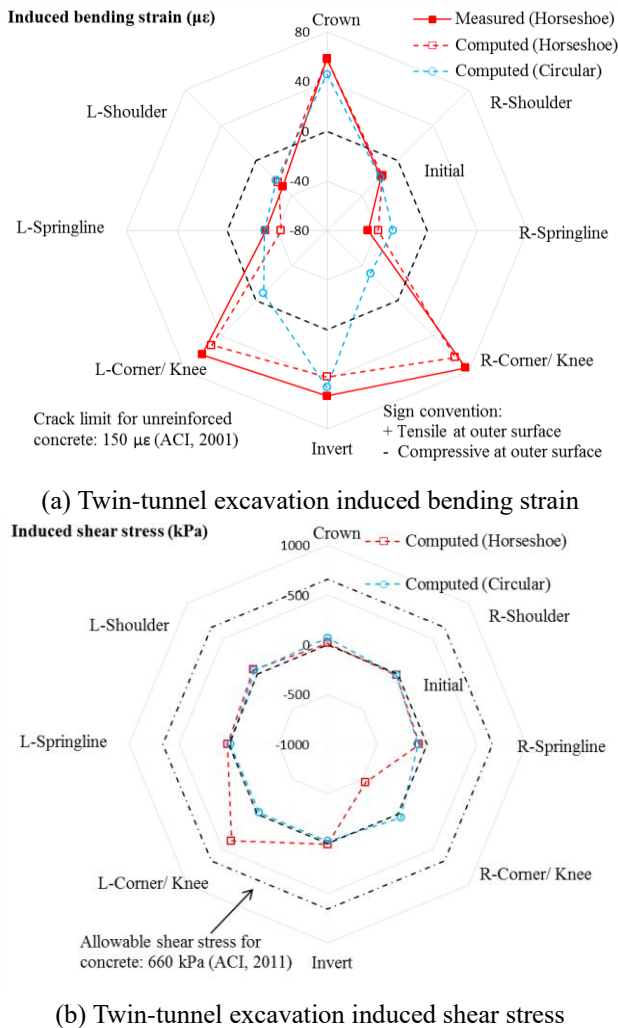 Induced bending strain (με)
Crown
Measured (Horseshoe)
Computed (Horseshoe)
Computed (Circular)
80
40
0
-40
-80
L-Shoulder
R-Shoulder
Initial
L-Springline
R-Springline
L-Corner/ Knee
R-Corner/ Knee
Crack limit for unreinforced
concrete: 150 με (ACI, 2001)
Invert
Sign convention:
+ Tensile at outer surface
- Compressive at outer surface
(a) Twin-tunnel excavation induced bending strain
Induced shear stress (kPa)
Crown
Computed (Horseshoe)
Computed (Circular)
1000
500
0
-500
-1000
L-Shoulder
R-Shoulder
Initial
L-Springline
R-Springline
L-Corner/ Knee
R-Corner/ Knee
Allowable shear stress for
concrete: 660 kPa (ACI, 2011)
Invert
(b) Twin-tunnel excavation induced shear stress